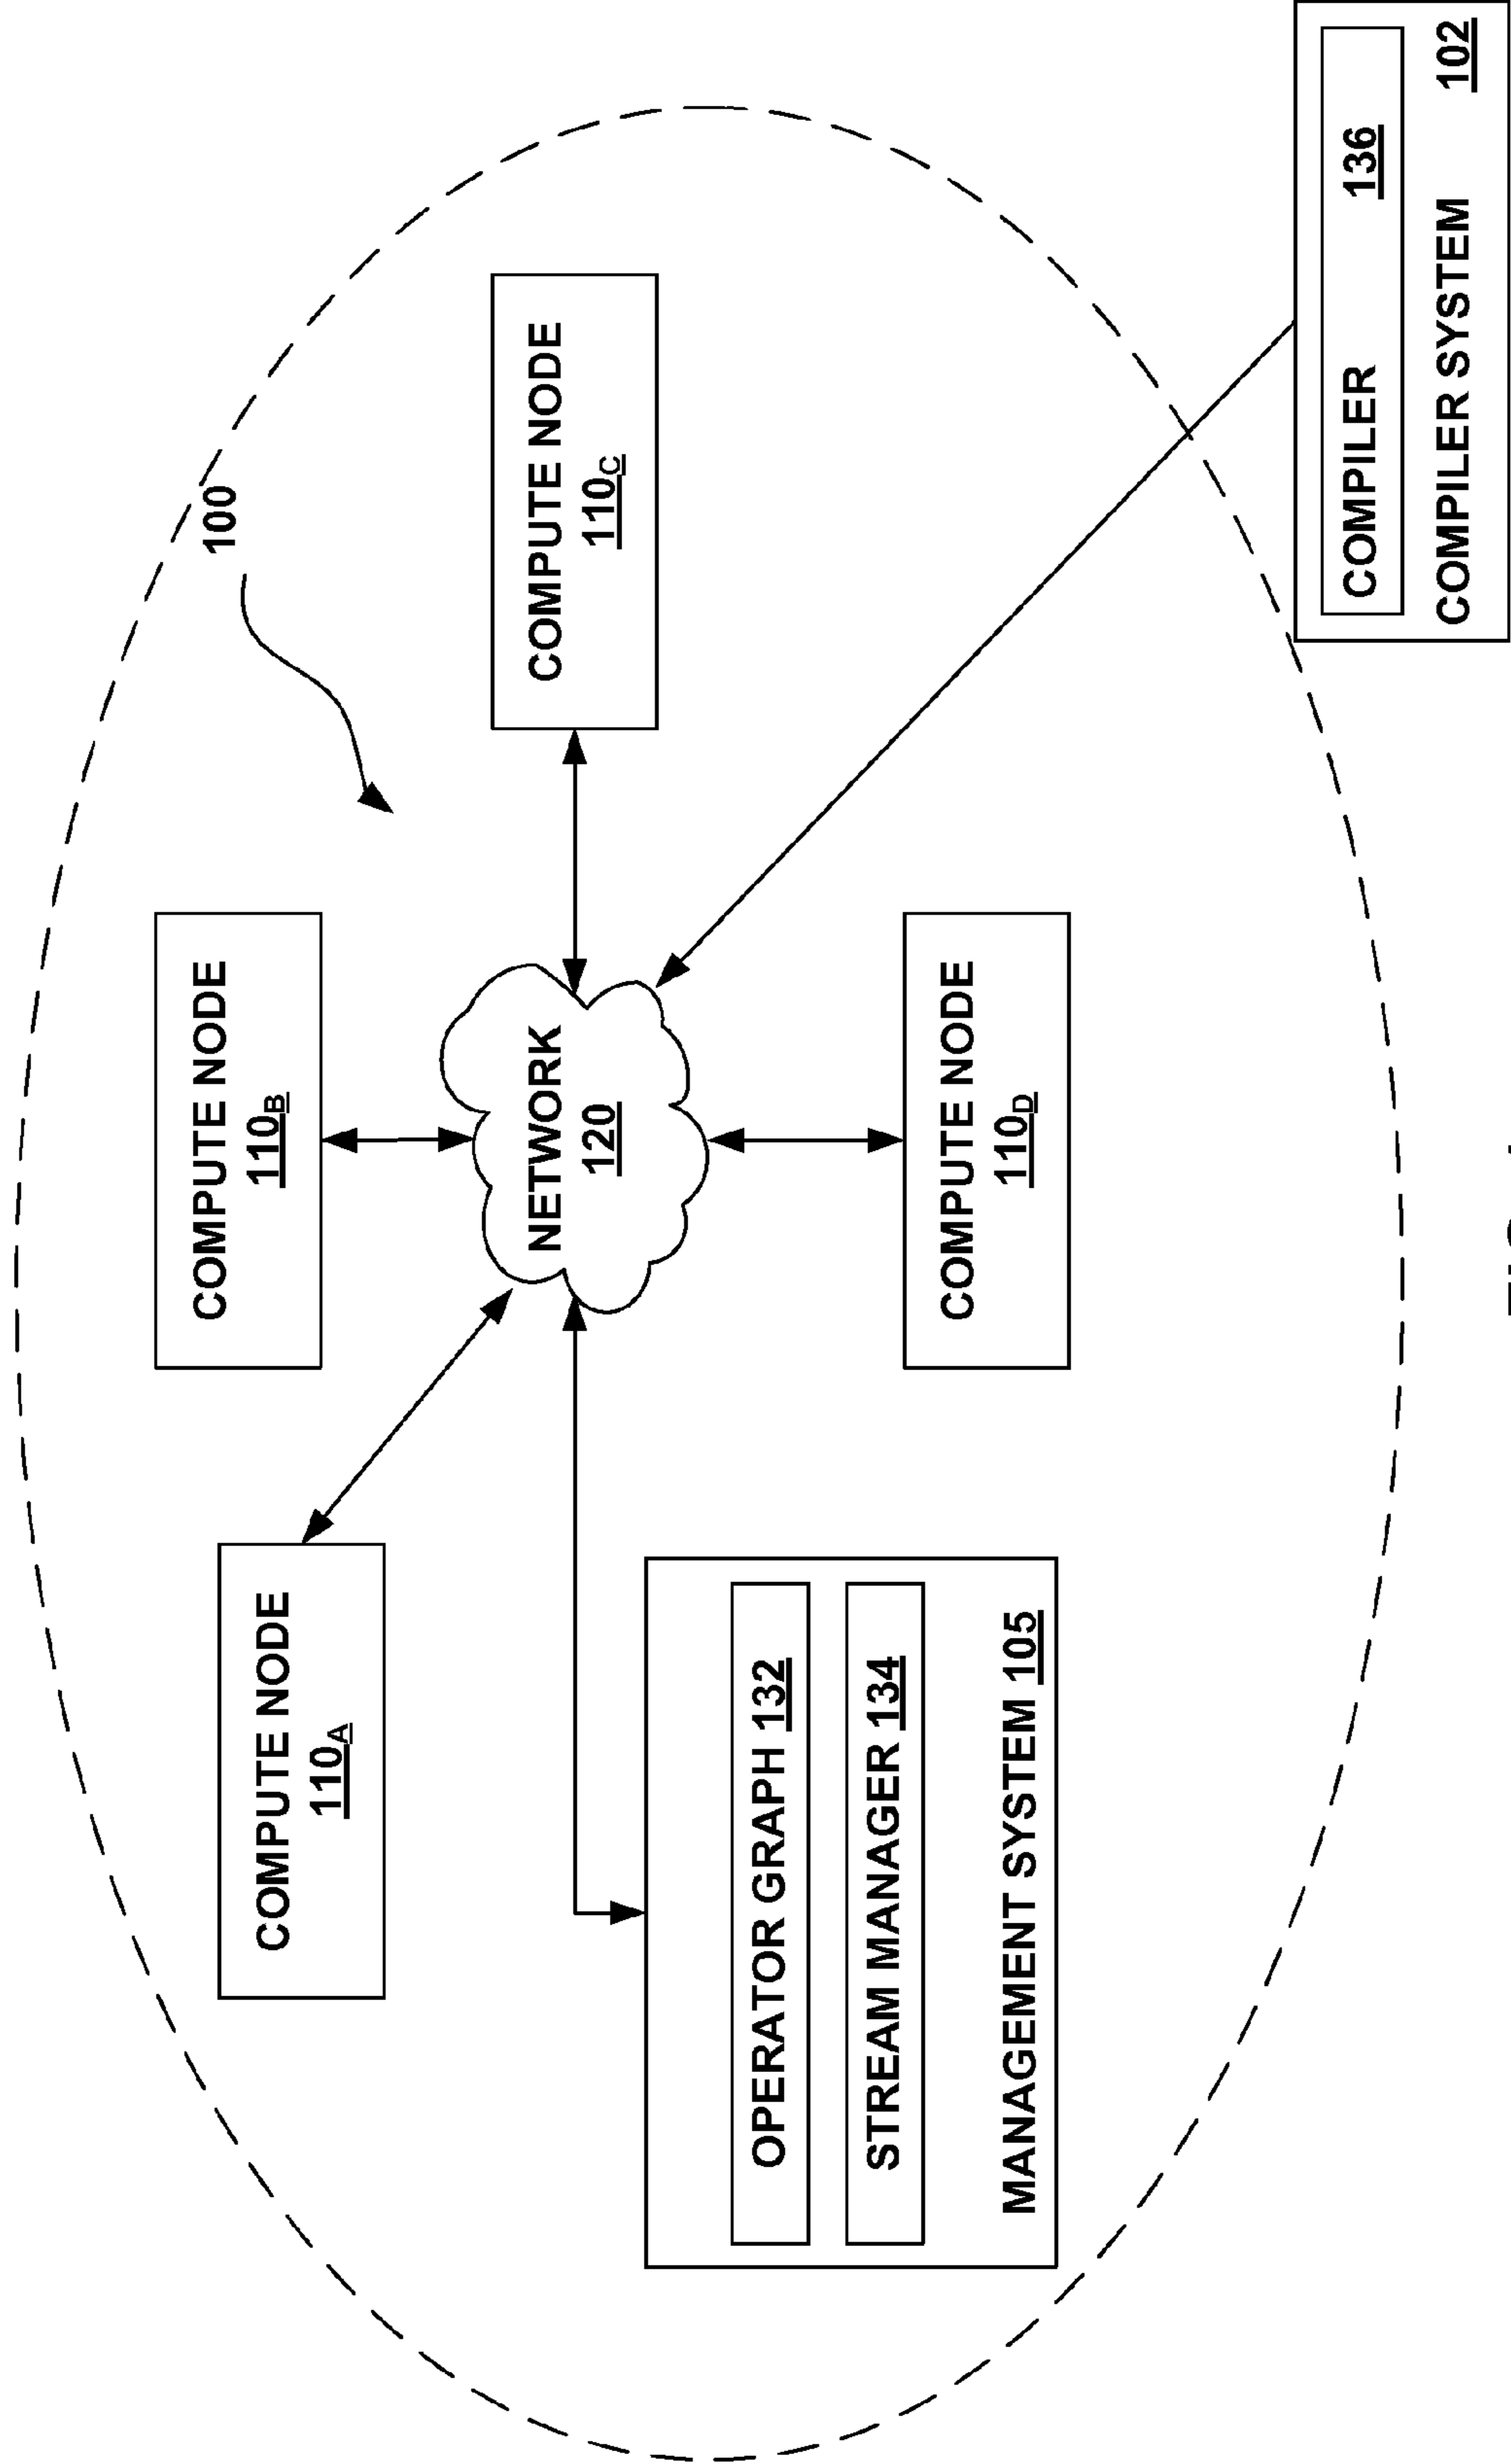 100
COMPUTE NODE
110B
COMPUTE NODE
110A
COMPUTE NODE
110C
NETWORK
120
OPERATOR GRAPH 132
STREAM MANAGER 134
MANAGEMENT SYSTEM 105
COMPUTE NODE
110D
COMPILER 136
COMPILER SYSTEM 102